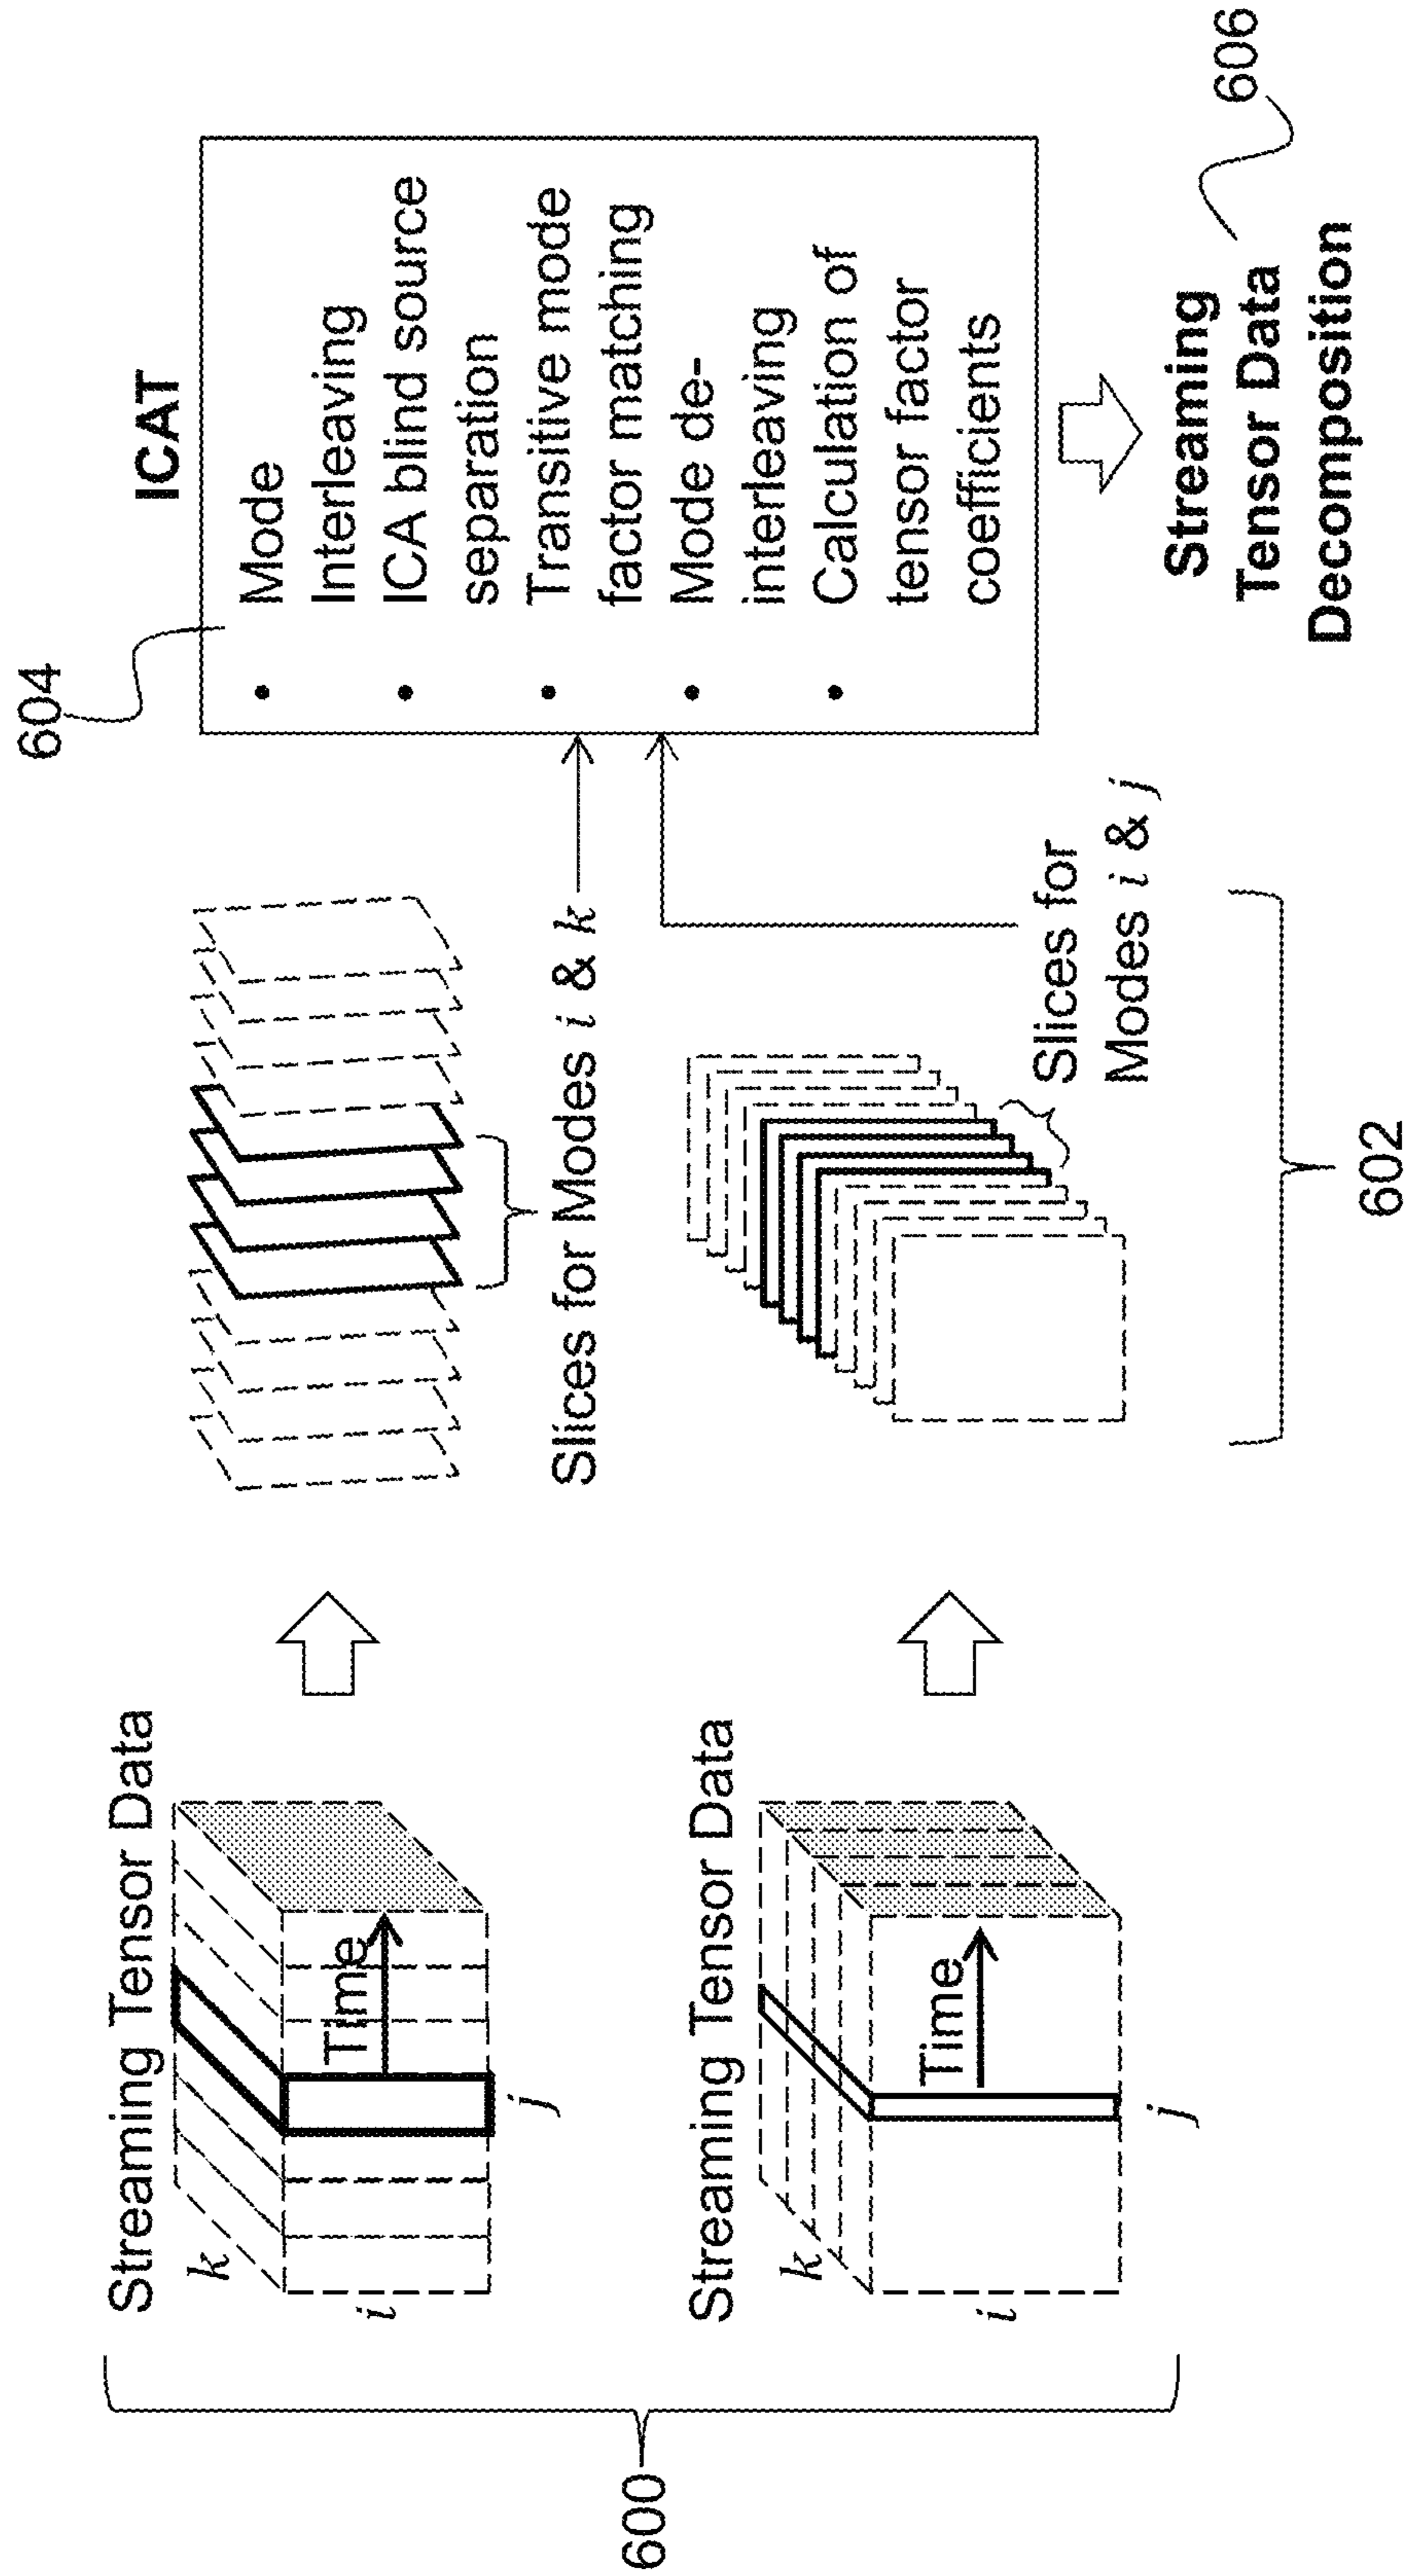 600
Streaming Tensor Data
k
i
Time
j
Streaming Tensor Data
k
i
Time
j
Slices for Modes i & k
Slices for
Modes i & j
602
604
ICAT
• Mode
Interleaving
• ICA blind source
separation
• Transitive mode
factor matching
• Mode de-
interleaving
• Calculation of
tensor factor
coefficients
Streaming
Tensor Data
Decomposition
606